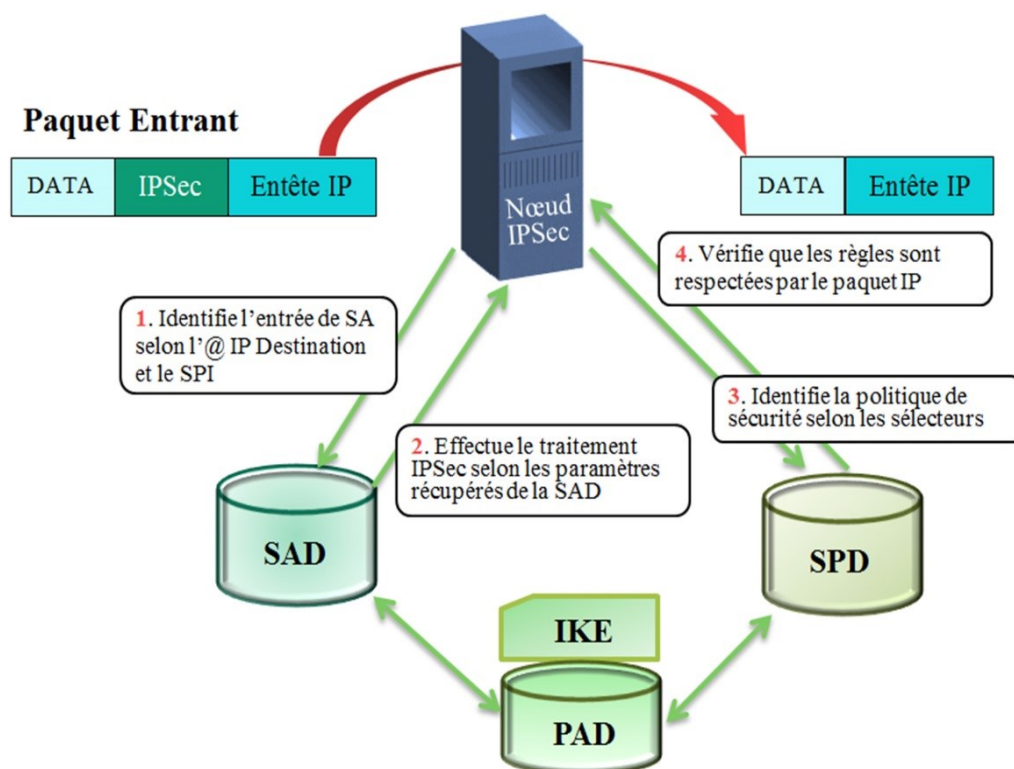 Paquet Entrant
DATA
IPSec
Entête IP
Nœud
IPSec
DATA
Entête IP
4. Vérifie que les règles sont
respectées par le paquet IP
1. Identifie l'entrée de SA
selon l'@ IP Destination
et le SPI
3. Identifie la politique de
sécurité selon les sélecteurs
2. Effectue le traitement
IPSec selon les paramètres
récupérés de la SAD
SAD
SPD
IKE
PAD